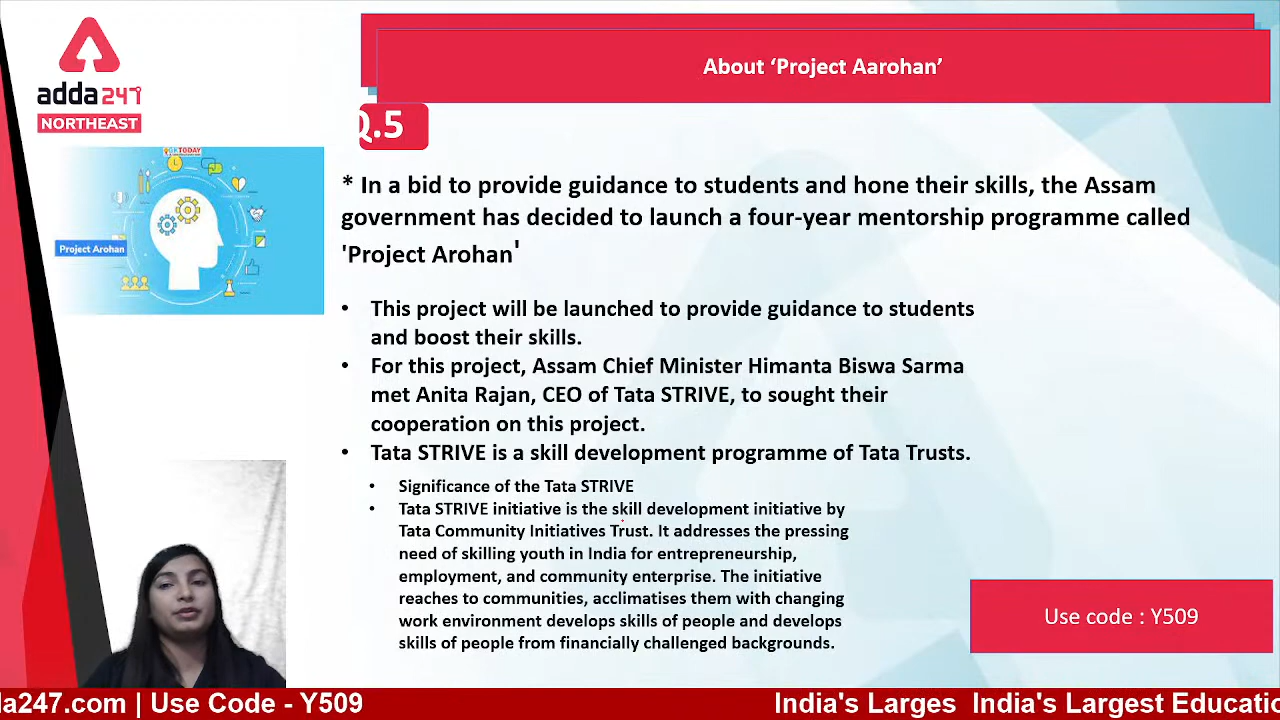 About ‘Project Aarohan’
adda247
NORTHEAST
Q.5
GKTODAY
Project Arohan
* In a bid to provide guidance to students and hone their skills, the Assam
government has decided to launch a four-year mentorship programme called
'Project Arohan'
• This project will be launched to provide guidance to students
and boost their skills.
• For this project, Assam Chief Minister Himanta Biswa Sarma
met Anita Rajan, CEO of Tata STRIVE, to sought their
cooperation on this project.
• Tata STRIVE is a skill development programme of Tata Trusts.
• Significance of the Tata STRIVE
• Tata STRIVE initiative is the skill development initiative by
Tata Community Initiatives Trust. It addresses the pressing
need of skilling youth in India for entrepreneurship,
employment, and community enterprise. The initiative
reaches to communities, acclimatises them with changing
work environment develops skills of people and develops
skills of people from financially challenged backgrounds.
Use code : Y509
da247.com | Use Code - Y509
India's Larges India's Largest Educatio